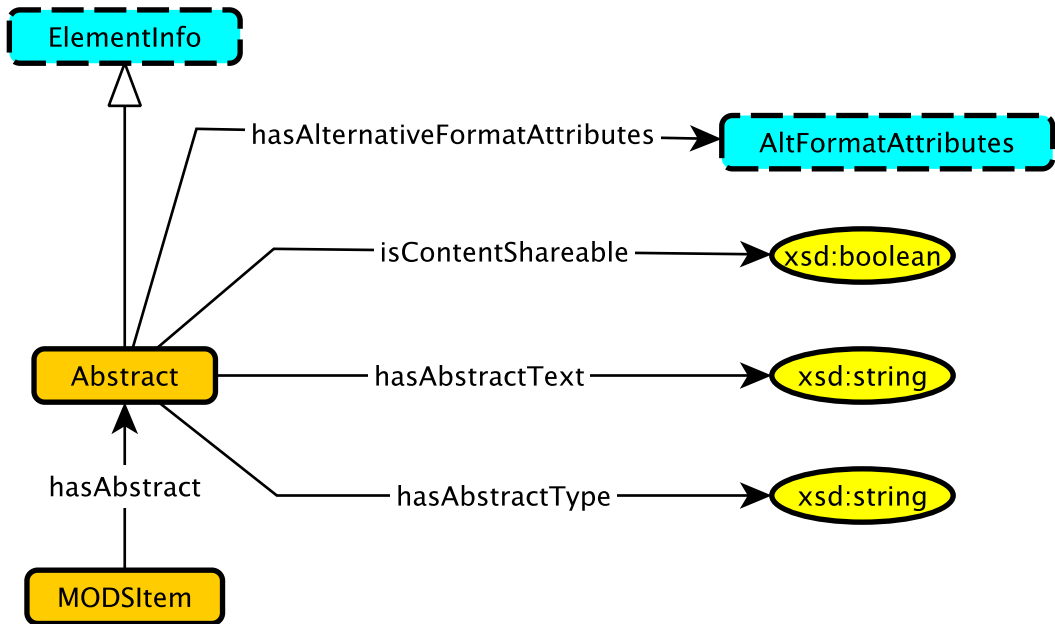 ElementInfo
hasAlternativeFormatAttributes
AltFormatAttributes
isContentShareable
xsd:boolean
Abstract
hasAbstractText
xsd:string
hasAbstract
hasAbstractType
xsd:string
MODSItem